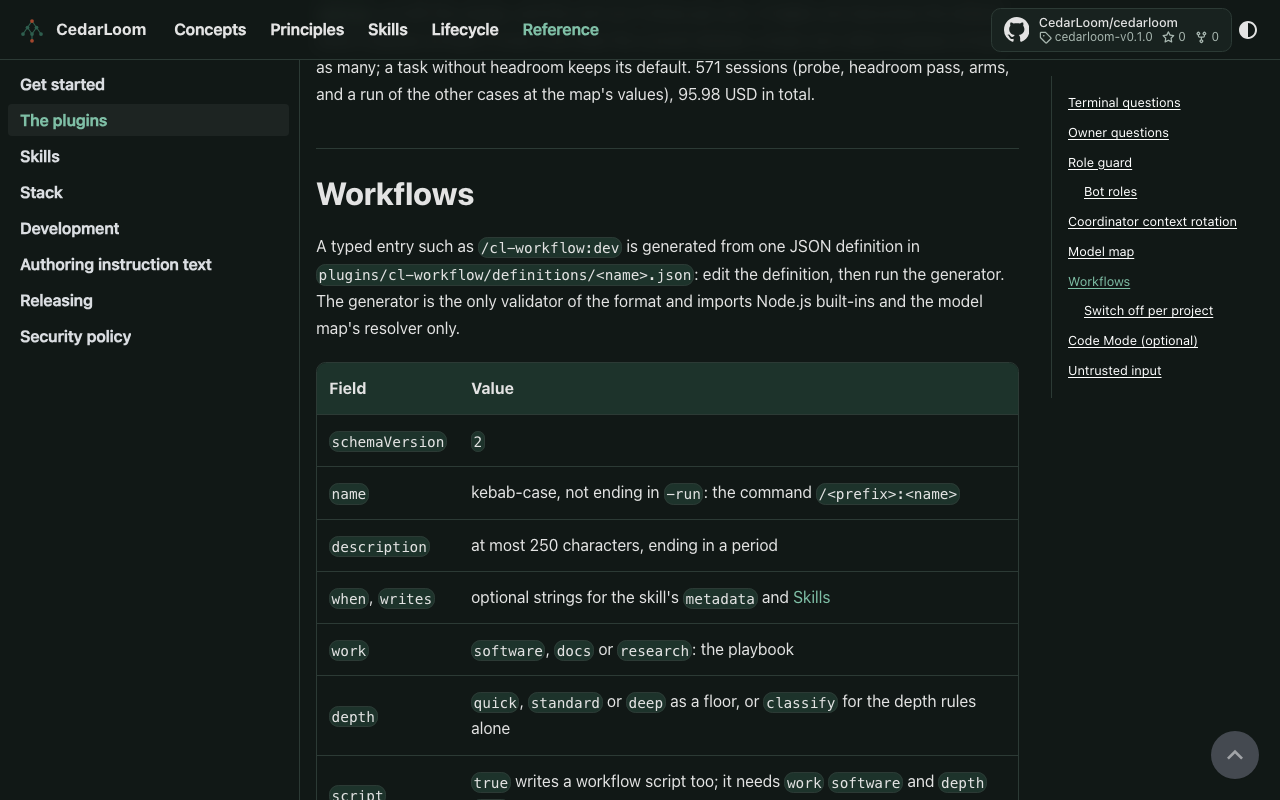 CedarLoom
Concepts
Principles
Skills
Lifecycle
Reference
CedarLoom/cedarloom
cedarloom-v0.1.0
0
0
Get started
The plugins
Skills
Stack
Development
Authoring instruction text
Releasing
Security policy
as many; a task without headroom keeps its default. 571 sessions (probe, headroom pass, arms,
and a run of the other cases at the map's values), 95.98 USD in total.
Workflows
A typed entry such as /cl-workflow:dev is generated from one JSON definition in
plugins/cl-workflow/definitions/<name>.json: edit the definition, then run the generator.
The generator is the only validator of the format and imports Node.js built-ins and the model
map's resolver only.
Field Value
schemaVersion 2
name kebab-case, not ending in -run: the command /<prefix>:<name>
description at most 250 characters, ending in a period
when, writes optional strings for the skill's metadata and Skills
work software, docs or research: the playbook
depth quick, standard or deep as a floor, or classify for the depth rules
alone
script true writes a workflow script too; it needs work software and depth
Terminal questions
Owner questions
Role guard
Bot roles
Coordinator context rotation
Model map
Workflows
Switch off per project
Code Mode (optional)
Untrusted input